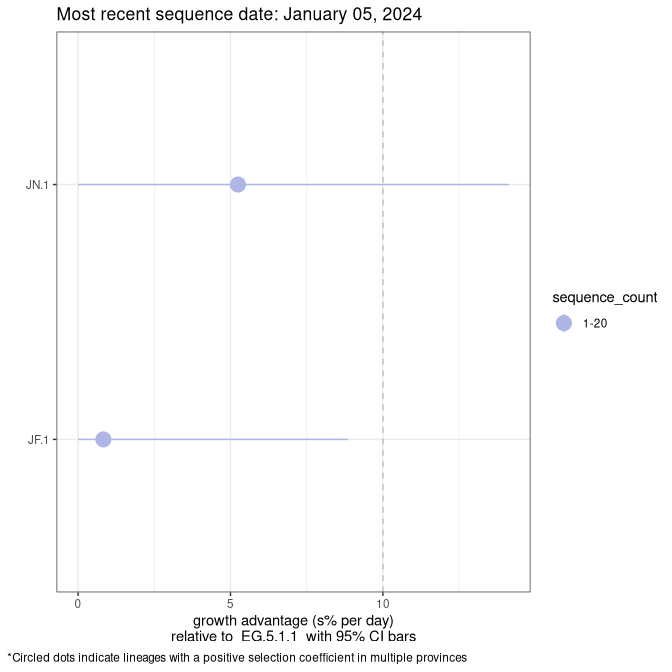 Most recent sequence date: January 05, 2024
JN.1
JF.1
sequence_count
1-20
0
5
10
growth advantage (s% per day)
relative to  EG.5.1.1  with 95% CI bars
*Circled dots indicate lineages with a positive selection coefficient in multiple provinces